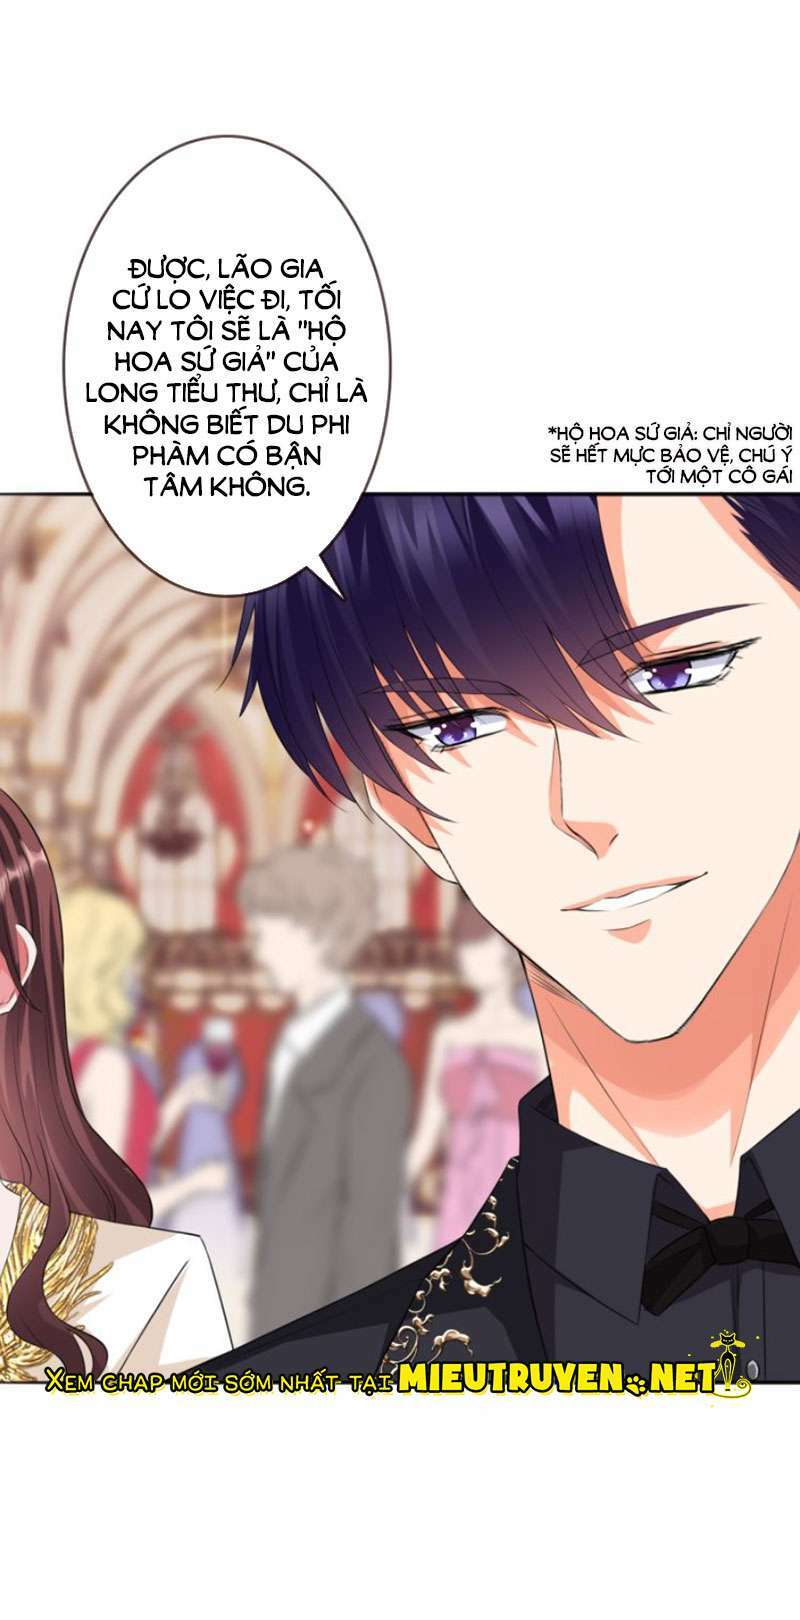 ĐƯỢC, LÃO GIA
CỨ LO VIỆC ĐI, TỐI
NAY TÔI SẼ LÀ "HỘ
HOA SỨ GIẢ" CỦA
LONG TIỂU THƯ, CHỈ LÀ
KHÔNG BIẾT DU PHI
PHÀM CÓ BẬN
TÂM KHÔNG.
*HỘ HOA SỨ GIẢ: CHỈ NGƯỜI
SẼ HẾT MỰC BẢO VỆ, CHÚ Ý
TỚI MỘT CÔ GÁI
XEM CHAP MỚI SỚM NHẤT TẠI MIEUTRUYEN.NET